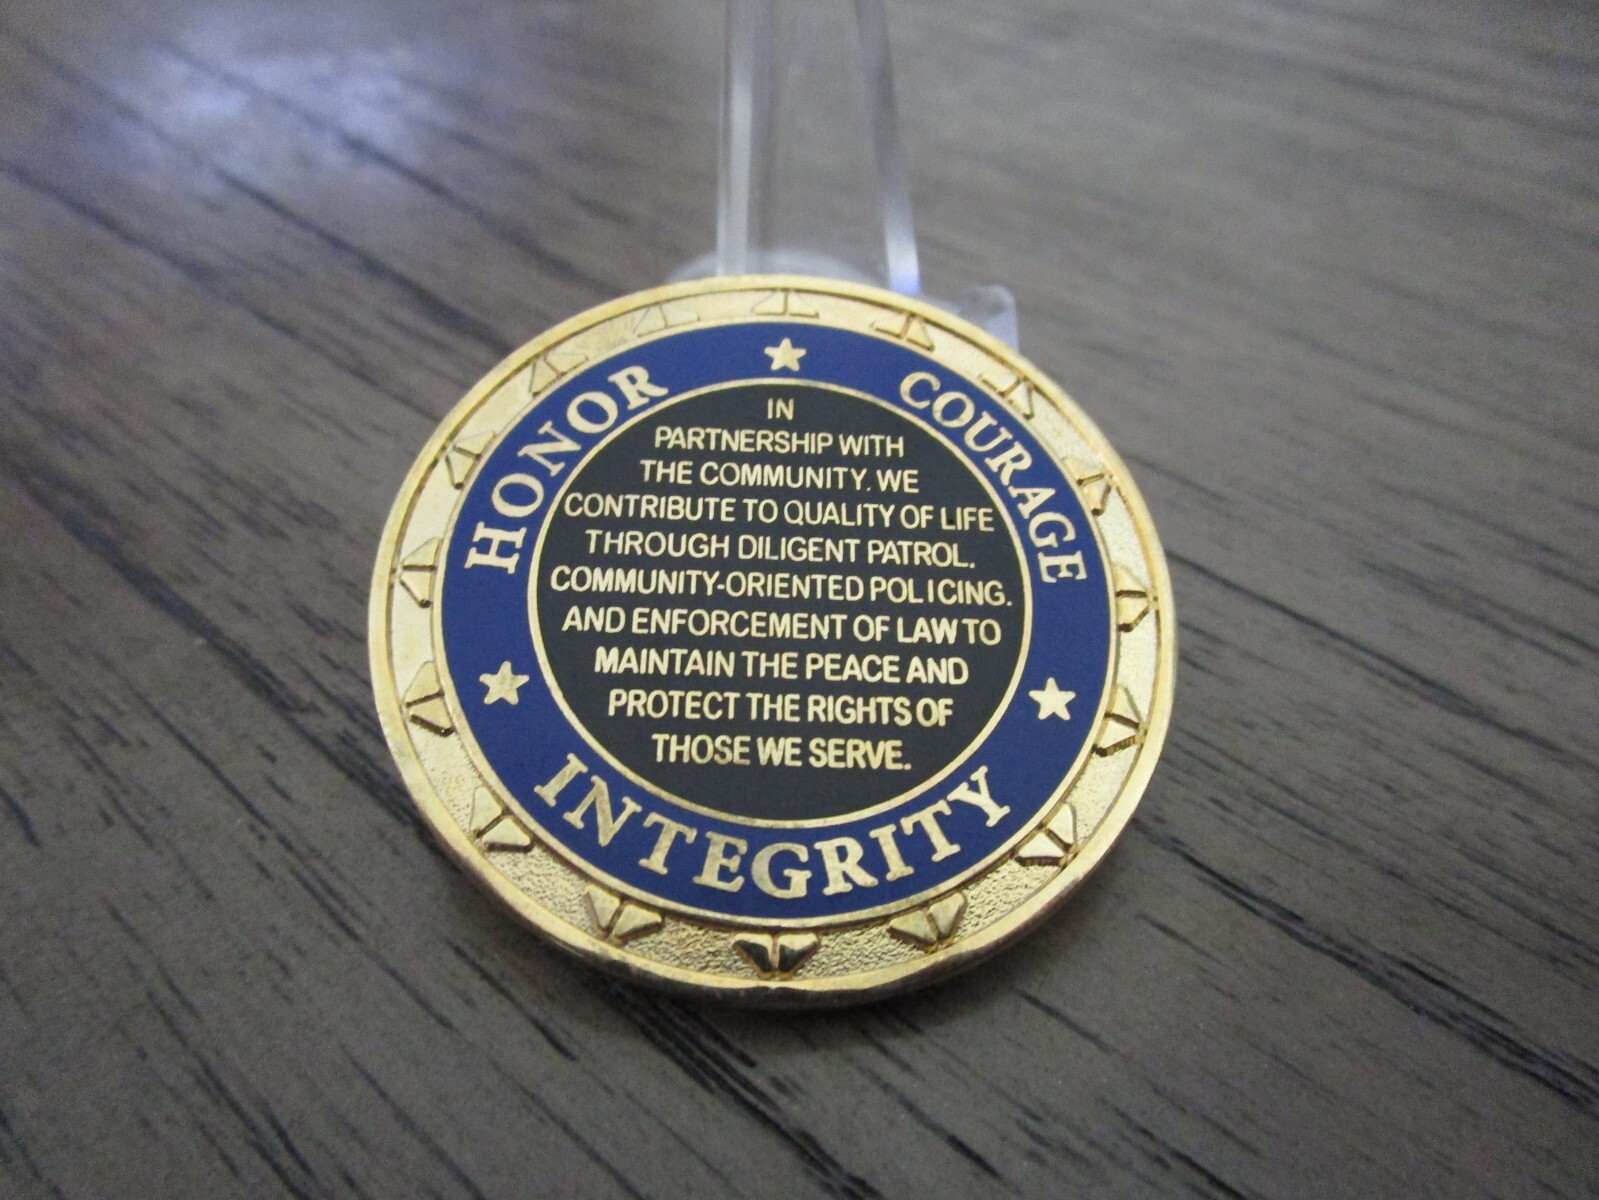 HONOR
COURAGE
IN
PARTNERSHIP WITH
THE COMMUNITY. WE
CONTRIBUTE TO QUALITY OF LIFE
THROUGH DILIGENT PATROL.
COMMUNITY-ORIENTED POLICING.
AND ENFORCEMENT OF LAW TO
MAINTAIN THE PEACE AND
PROTECT THE RIGHTS OF
THOSE WE SERVE.
INTEGRITY